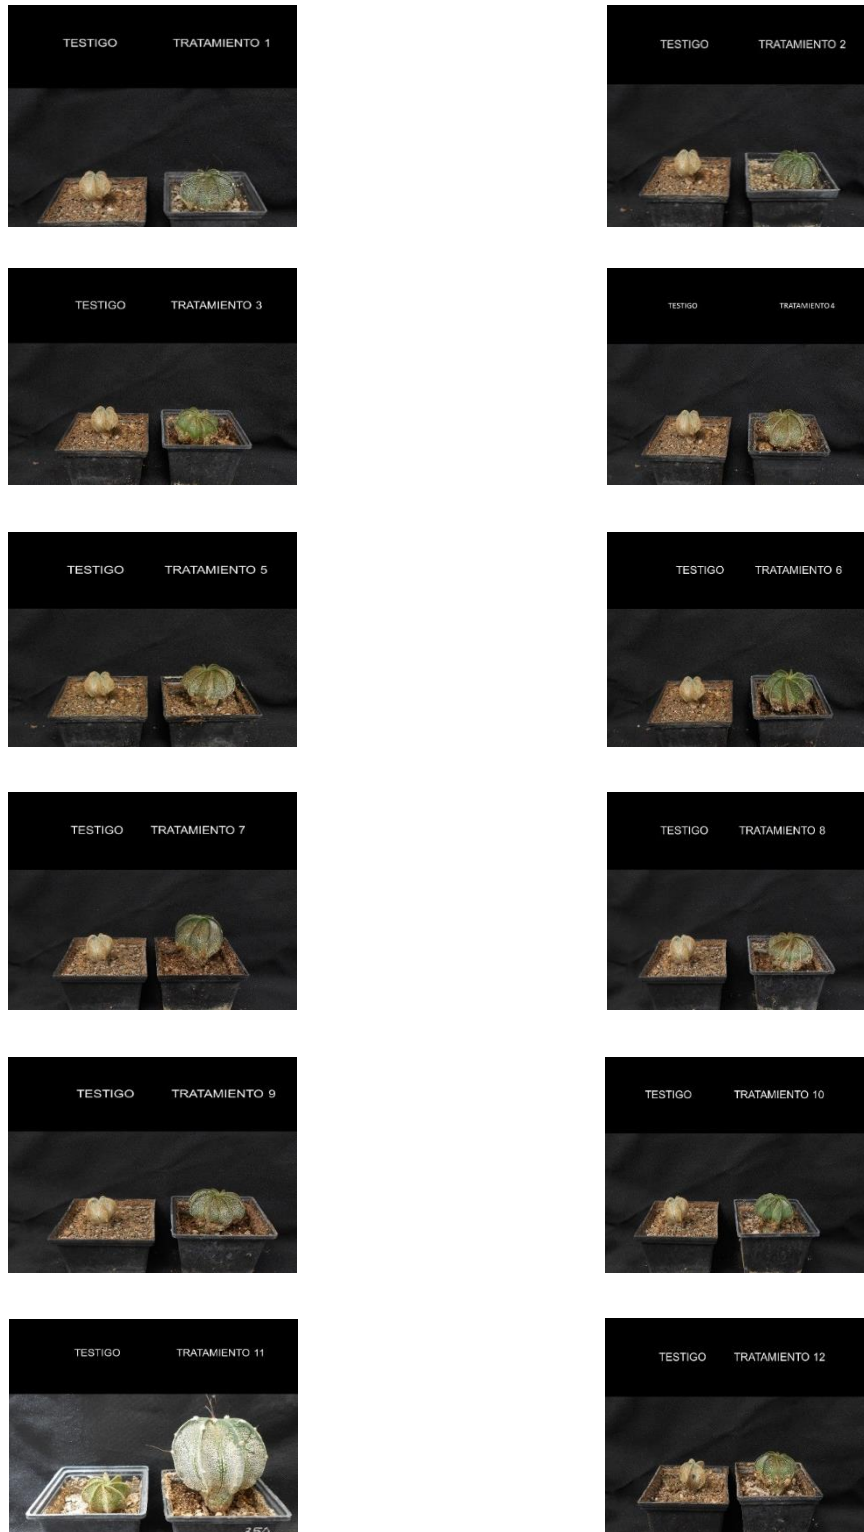 TESTIGO TRATAMIENTO 1
TESTIGO TRATAMIENTO 2
TESTIGO TRATAMIENTO 3
TESTIGO TRATAMIENTO 4
TESTIGO TRATAMIENTO 5
TESTIGO TRATAMIENTO 6
TESTIGO TRATAMIENTO 7
TESTIGO TRATAMIENTO 8
TESTIGO TRATAMIENTO 9
TESTIGO TRATAMIENTO 10
TESTIGO TRATAMIENTO 11
TESTIGO TRATAMIENTO 12